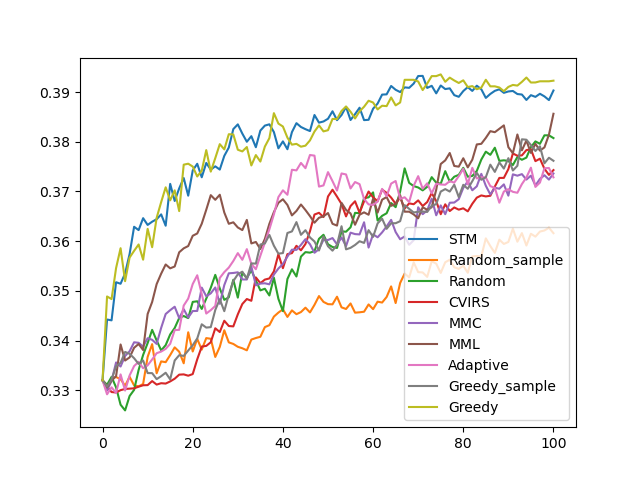 0.39
0.38
0.37
0.36
0.35
0.34
0.33
0
20
40
60
80
100
STM
Random_sample
Random
CVIRS
MMC
MML
Adaptive
Greedy_sample
Greedy